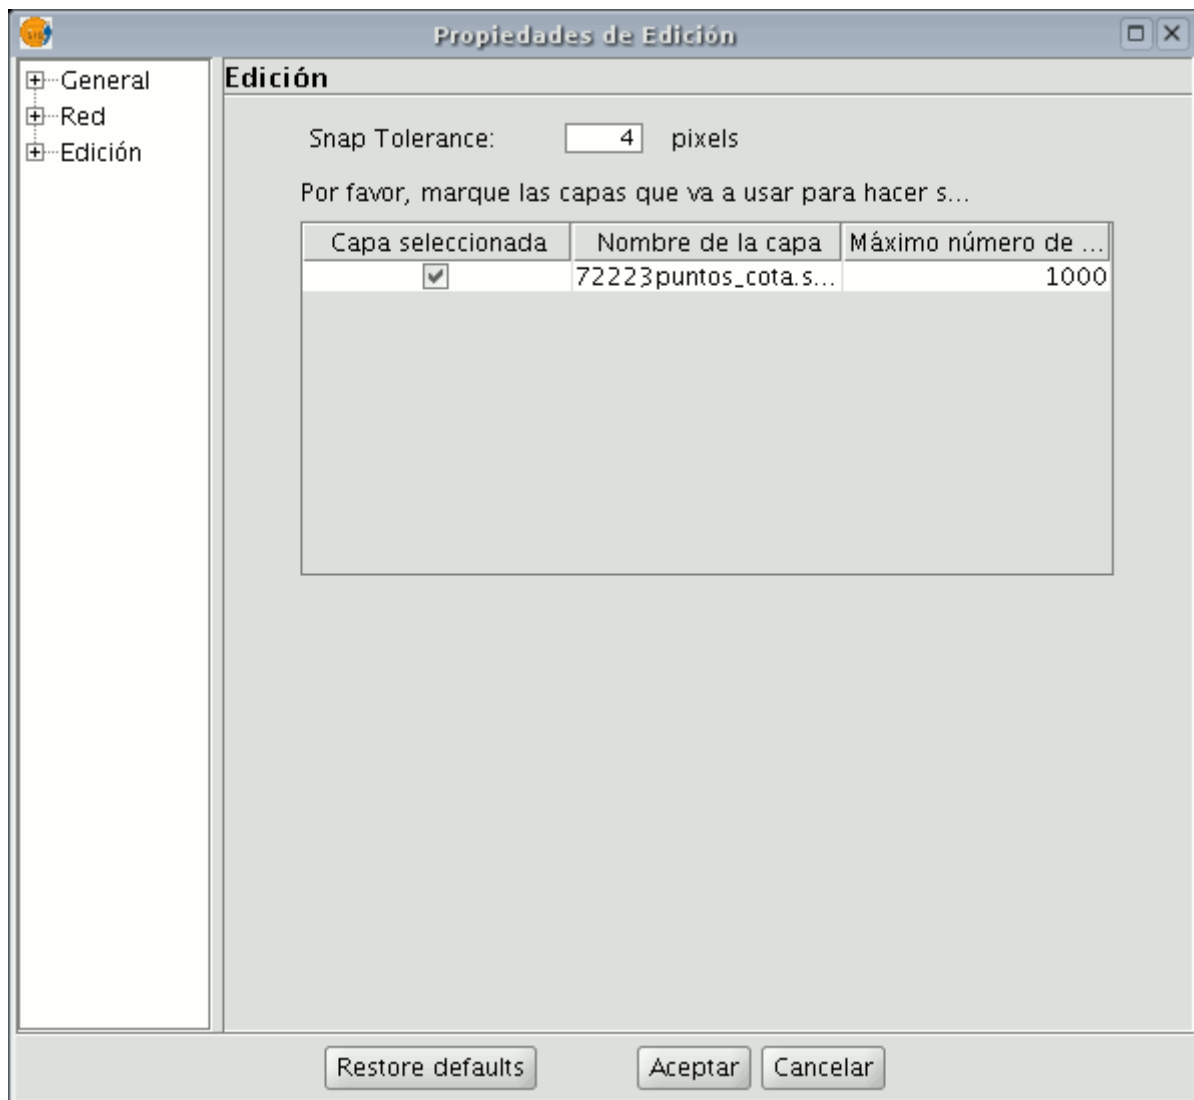 Propiedades de Edición
General
Red
Edición
Edición
Snap Tolerance: 4 pixels
Por favor, marque las capas que va a usar para hacer s...
Capa seleccionada Nombre de la capa Máximo número de ...
72223puntos_cota.s... 1000
Restore defaults Aceptar Cancelar